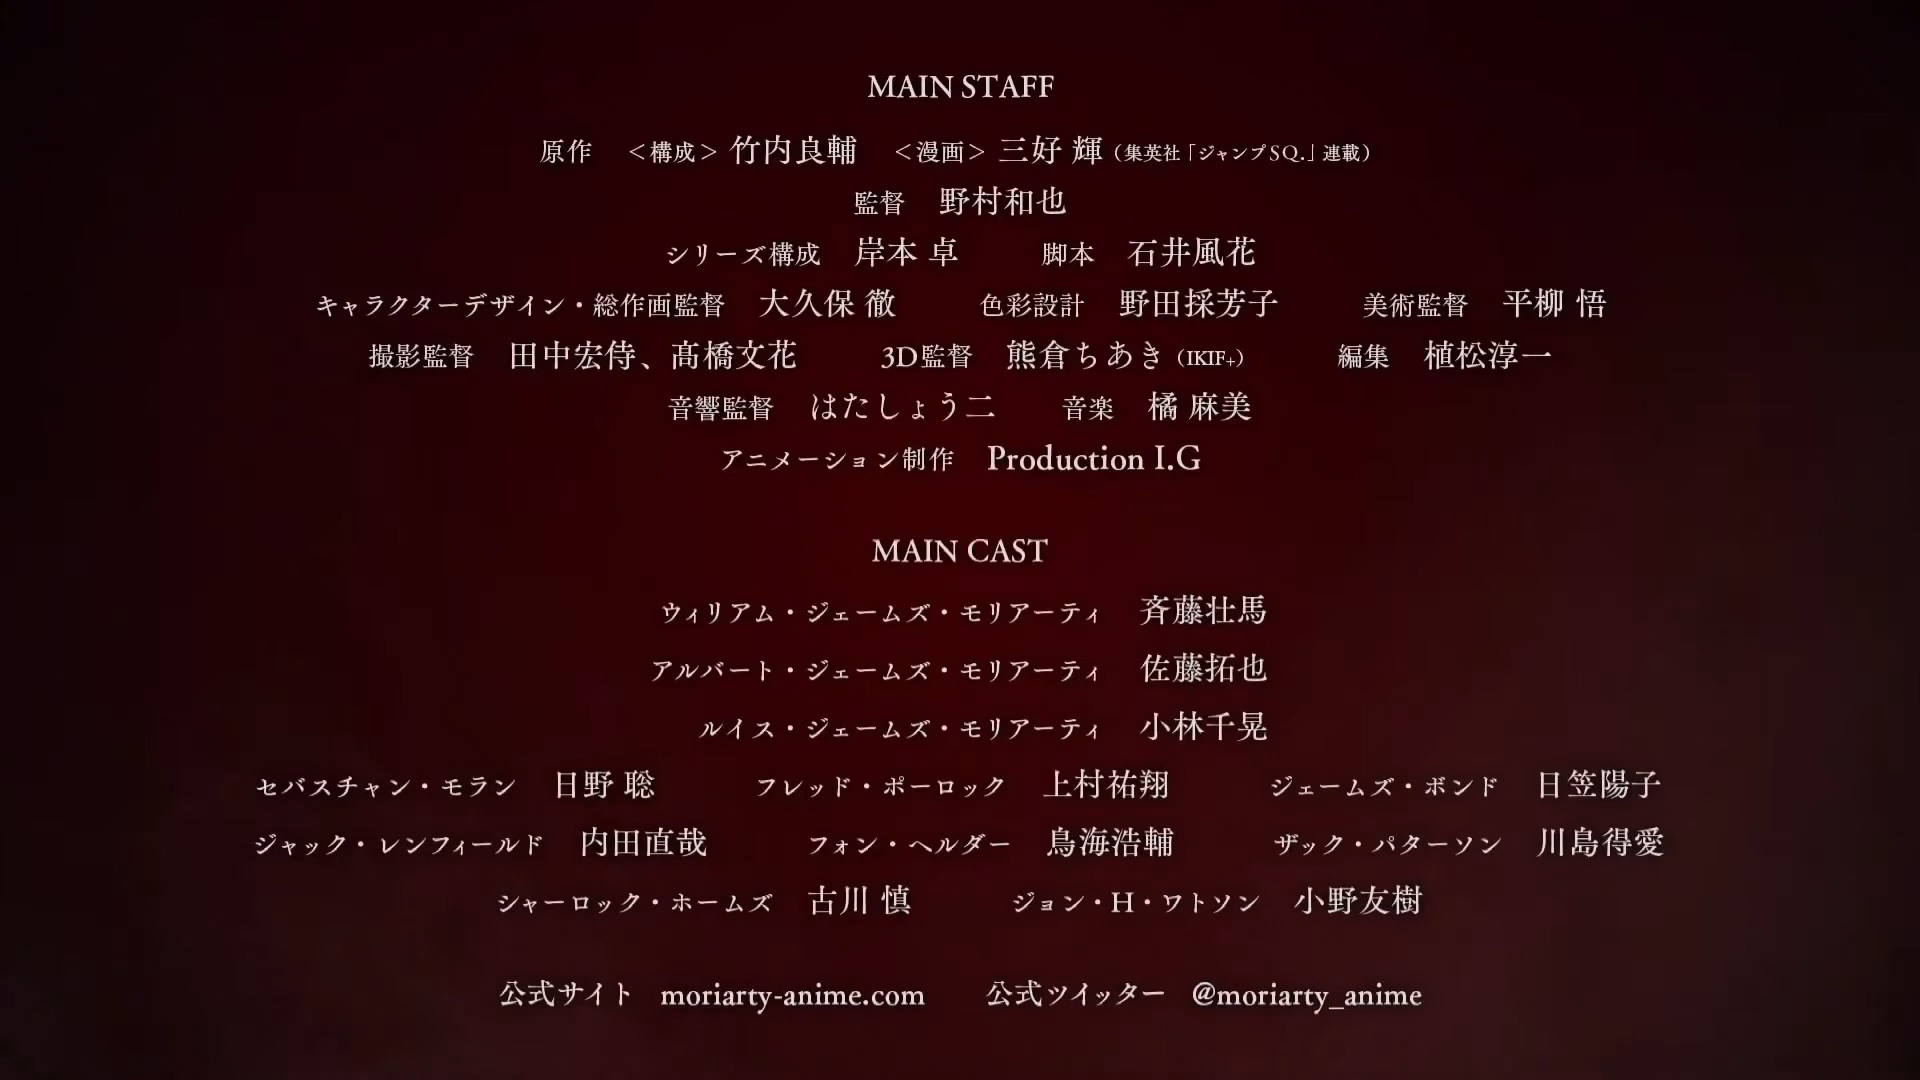 MAIN STAFF
原作　＜構成＞ 竹内良輔　＜漫画＞ 三好 輝（集英社「ジャンプSQ.」連載）
監督　野村和也
シリーズ構成　岸本 卓　　脚本　石井風花
キャラクターデザイン・総作画監督　大久保 徹　　色彩設計　野田採芳子　　美術監督　平柳 悟
撮影監督　田中宏侍、髙橋文花　　3D監督　熊倉ちあき（IKIF+）　　編集　植松淳一
音響監督　はたしょう二　　音楽　橘 麻美
アニメーション制作　Production I.G
MAIN CAST
ウィリアム・ジェームズ・モリアーティ　斉藤壮馬
アルバート・ジェームズ・モリアーティ　佐藤拓也
ルイス・ジェームズ・モリアーティ　小林千晃
セバスチャン・モラン　日野 聡　　フレッド・ポーロック　上村祐翔　　ジェームズ・ボンド　日笠陽子
ジャック・レンフィールド　内田直哉　　フォン・ヘルダー　鳥海浩輔　　ザック・パターソン　川島得愛
シャーロック・ホームズ　古川 慎　　ジョン・H・ワトソン　小野友樹
公式サイト　moriarty-anime.com　　公式ツイッター　@moriarty_anime